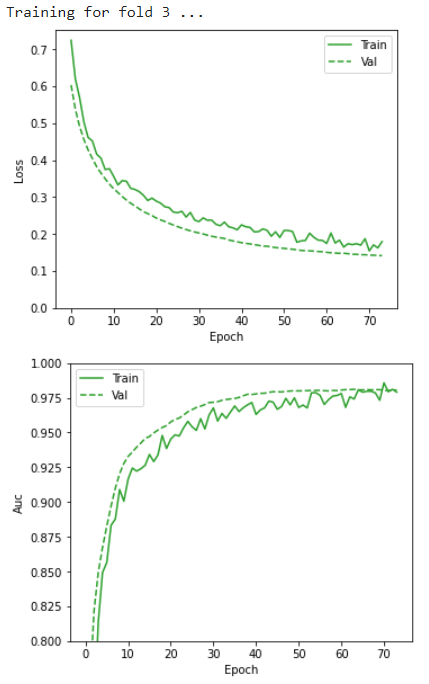 Training for fold 3 ...
0.7
0.6
0.5
0.4
0.3
0.2
0.1
0.0
Loss
Train
Val
0 10 20 30 40 50 60 70
Epoch
1.000
0.975
0.950
0.925
0.900
0.875
0.850
0.825
0.800
Auc
Train
Val
0 10 20 30 40 50 60 70
Epoch